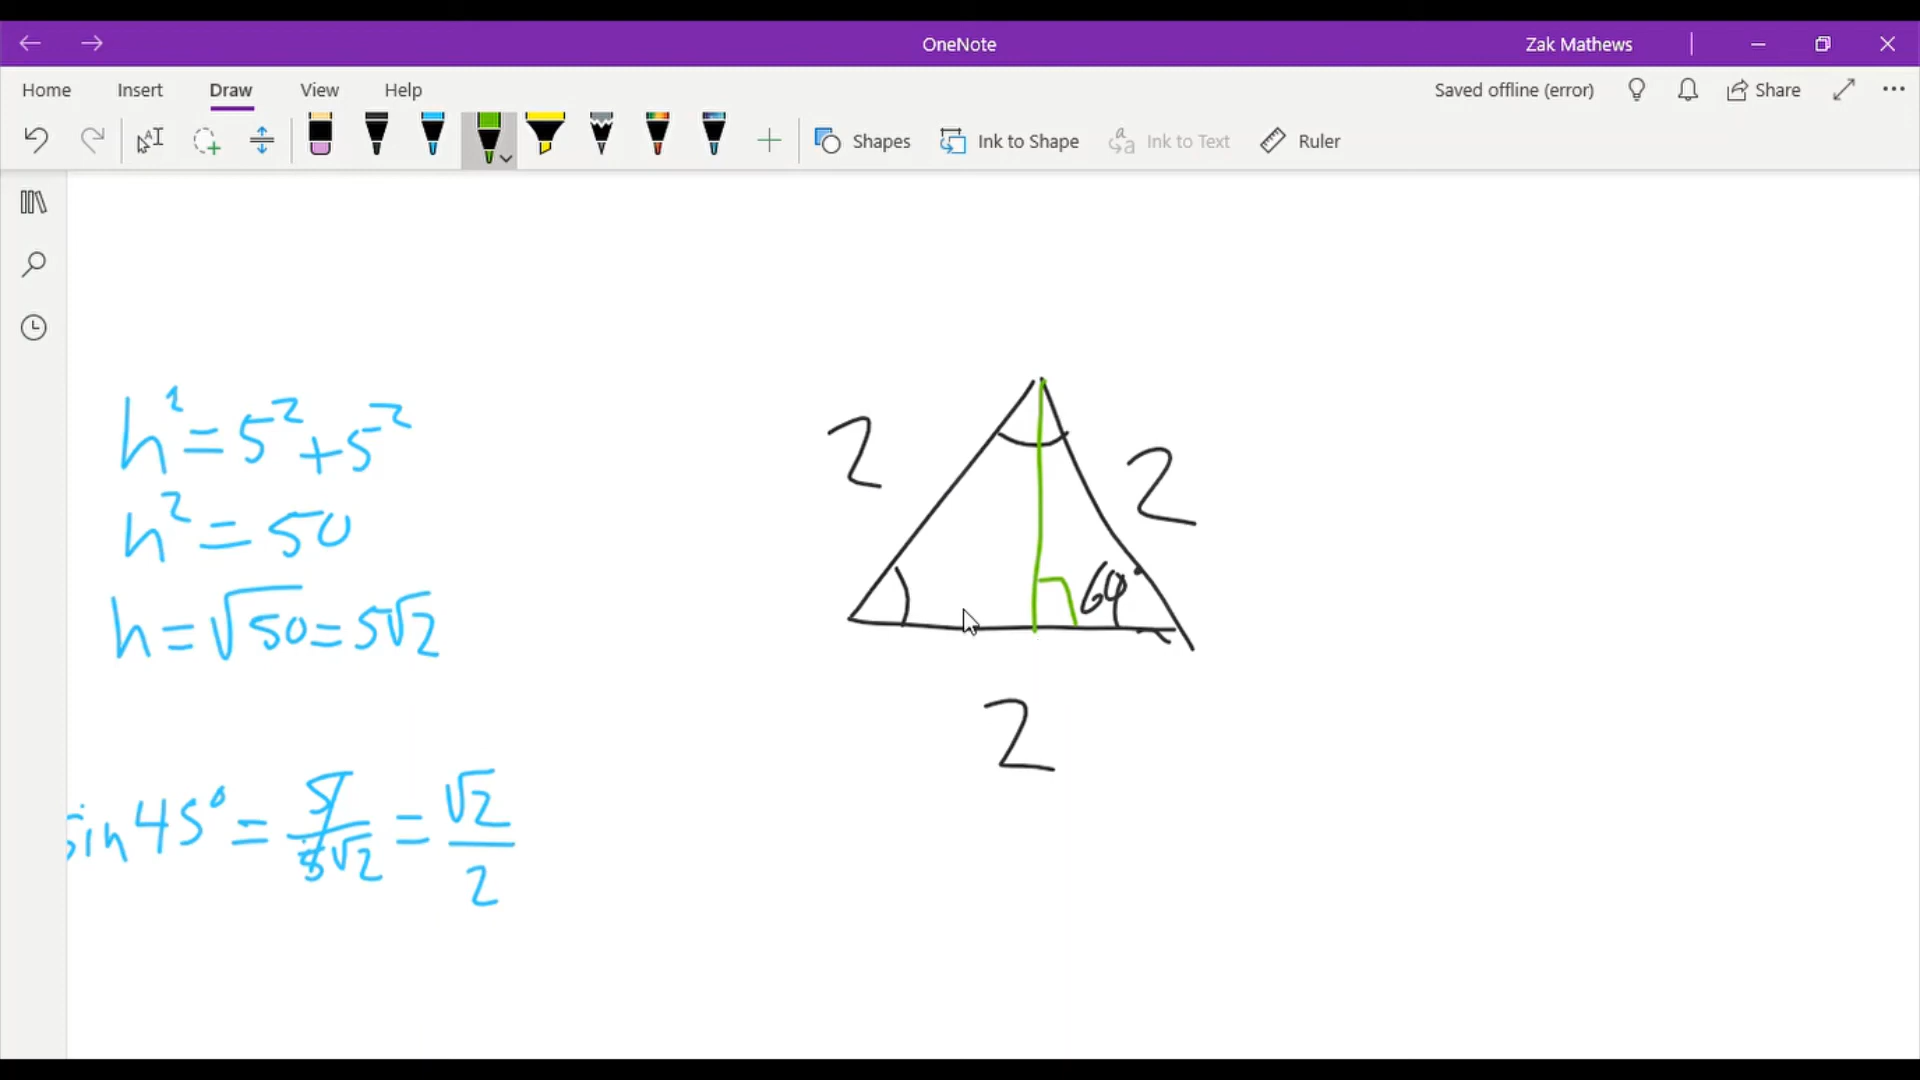 OneNote
Zak Mathews
Home Insert Draw View Help
Saved offline (error)
Share
Shapes
Ink to Shape
Ink to Text
Ruler
h² = 5² + 5²
h² = 50
h = √50 = 5√2
sin 45° = 5/5√2 = √2/2
2
2
60°
2